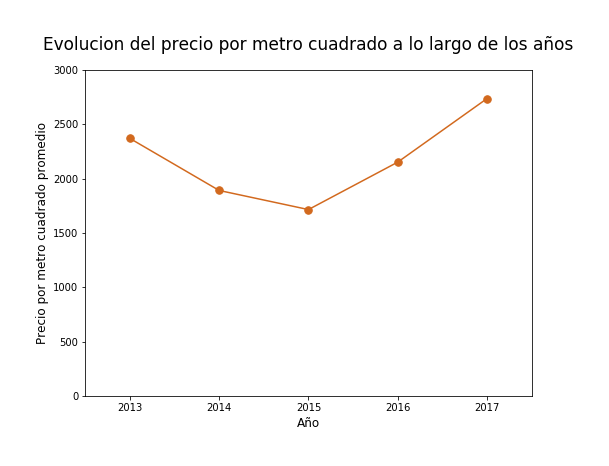 Evolucion del precio por metro cuadrado a lo largo de los años
3000
2500
2000
1500
1000
500
0
Precio por metro cuadrado promedio
2013 2014 2015 2016 2017
Año